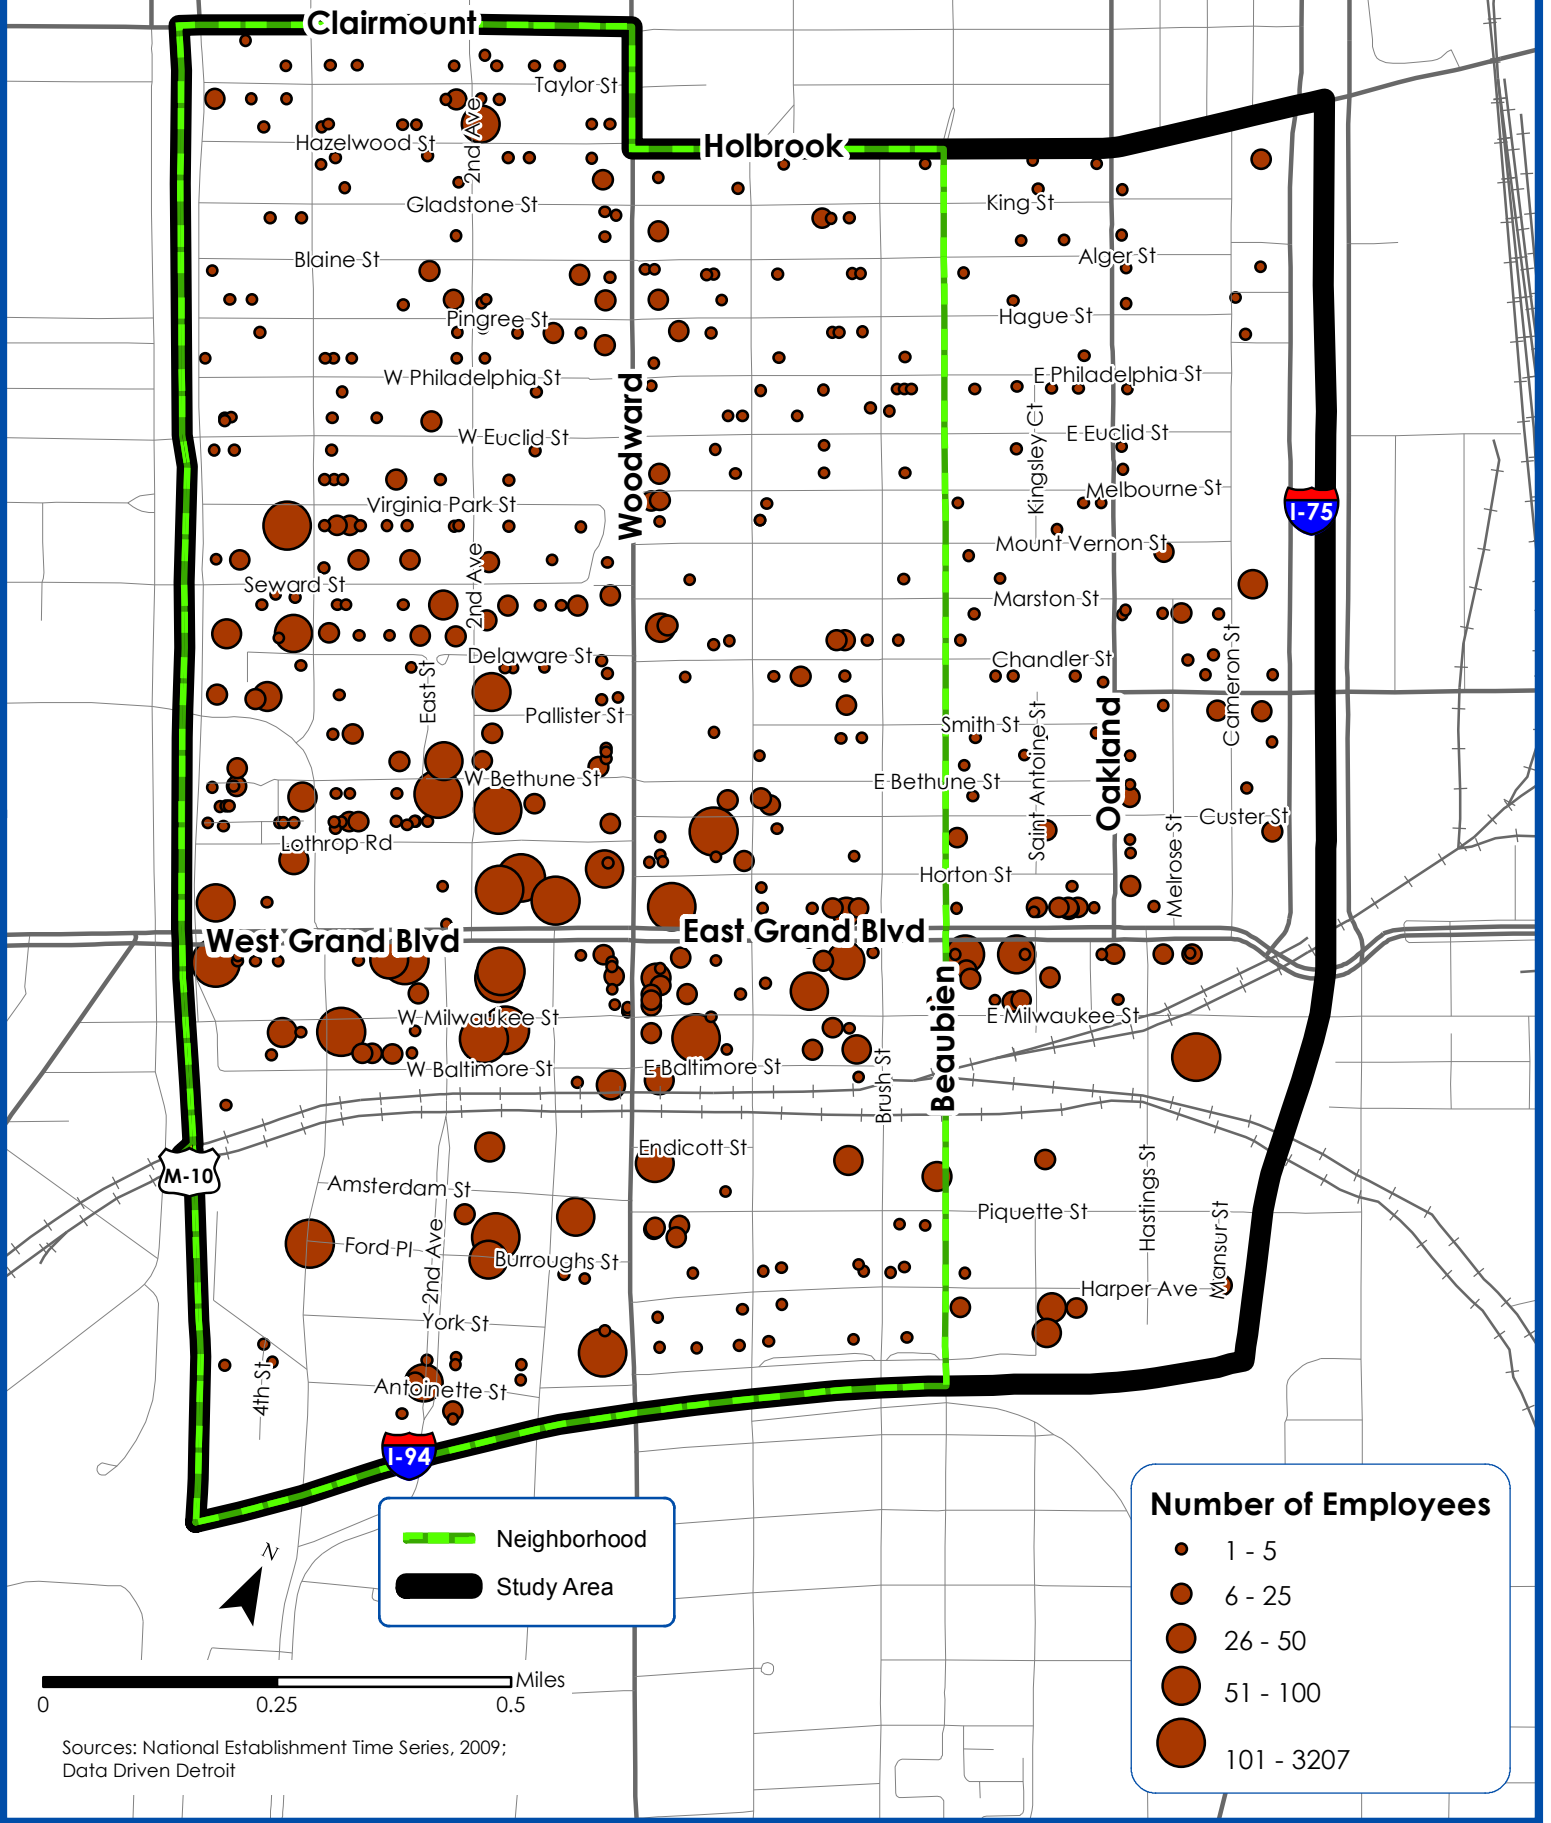 Clairmount
Taylor St
Hazelwood St
2nd Ave
Holbrook
Gladstone St
King St
Blaine St
Alger St
Pingree St
Hague St
W Philadelphia St
E Philadelphia St
Woodward
Kingsley Ct
W Euclid St
E Euclid St
Virginia Park St
Melbourne St
I-75
2nd Ave
Mount Vernon St
Seward St
Marston St
Delaware St
Chandler St
Cameron St
East St
Pallister St
Smith St
Saint Antoine St
Oakland
W Bethune St
E Bethune St
Custer St
Lothrop Rd
Melrose St
Horton St
West Grand Blvd
East Grand Blvd
Beaubien
W Milwaukee St
E Milwaukee St
W Baltimore St
E Baltimore St
Brush St
Endicott St
M-10
Amsterdam St
Hastings St
Piquette St
Mansur St
Ford Pl
2nd Ave
Burroughs St
Harper Ave
York St
4th St
Antoinette St
I-94
Neighborhood
Study Area
N
Miles
0
0.25
0.5
Sources: National Establishment Time Series, 2009;
Data Driven Detroit
Number of Employees
1 - 5
6 - 25
26 - 50
51 - 100
101 - 3207